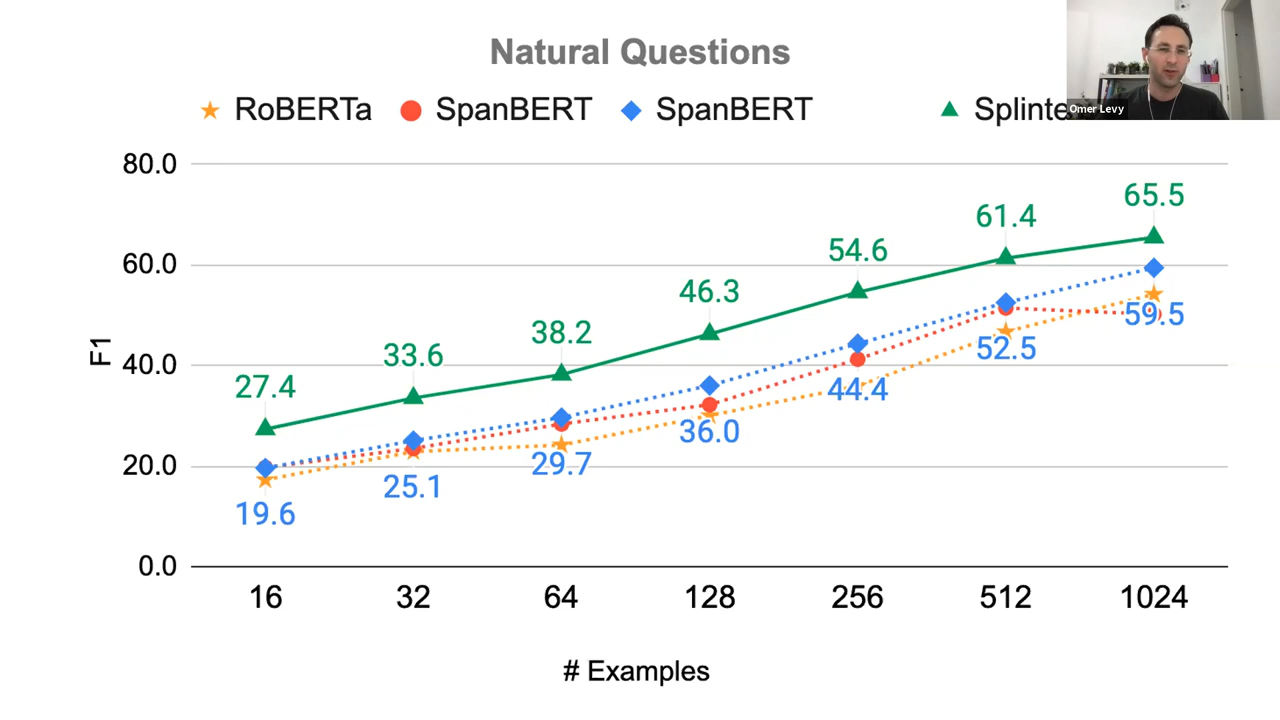 Natural Questions
RoBERTa SpanBERT SpanBERT
Omer Levy
80.0
60.0
40.0
20.0
0.0
F1
27.4 33.6 38.2 46.3 54.6 61.4 65.5
19.6 25.1 29.7 36.0 44.4 52.5 59.5
16 32 64 128 256 512 1024
# Examples